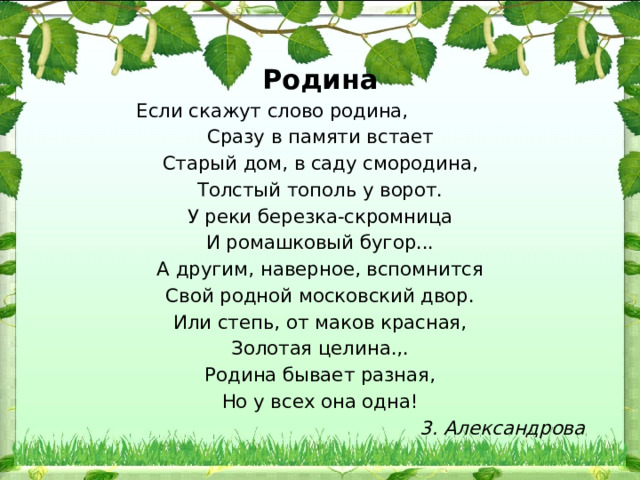 Родина
Если скажут слово родина,
Сразу в памяти встает
Старый дом, в саду смородина,
Толстый тополь у ворот.
У реки березка-скромница
И ромашковый бугор...
А другим, наверное, вспомнится
Свой родной московский двор.
Или степь, от маков красная,
Золотая целина.,.
Родина бывает разная,
Но у всех она одна!
З. Александрова